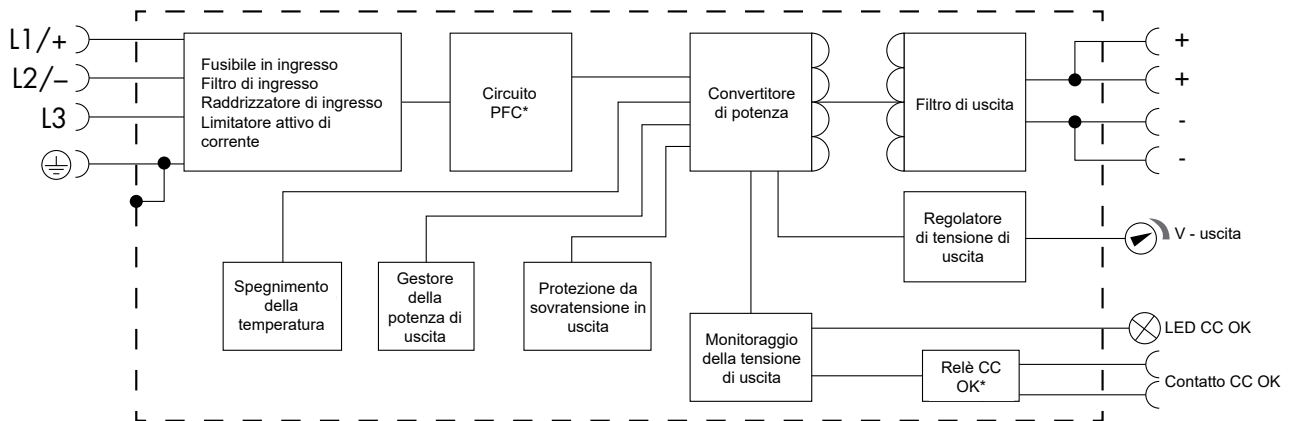 L1/+
L2/–
L3
Fusibile in ingresso
Filtro di ingresso
Raddrizzatore di ingresso
Limitatore attivo di
corrente
Circuito
PFC*
Convertitore
di potenza
Filtro di uscita
+
+
-
-
Regolatore
di tensione di
uscita
V - uscita
Spegnimento
della
temperatura
Gestore
della
potenza di
uscita
Protezione da
sovratensione in
uscita
Monitoraggio
della tensione
di uscita
LED CC OK
Relè CC
OK*
Contatto CC OK